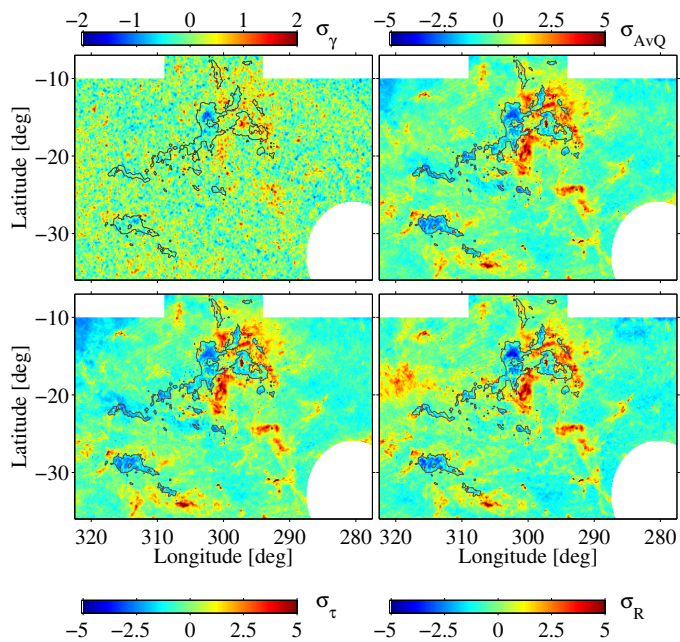 −2 −1 0 1 2 σγ
−5 −2.5 0 2.5 5 σAvQ
−10
−20
−30
Latitude [deg]
−10
−20
−30
Latitude [deg]
320 310 300 290 280
Longitude [deg]
320 310 300 290 280
Longitude [deg]
−5 −2.5 0 2.5 5 στ
−5 −2.5 0 2.5 5 σR